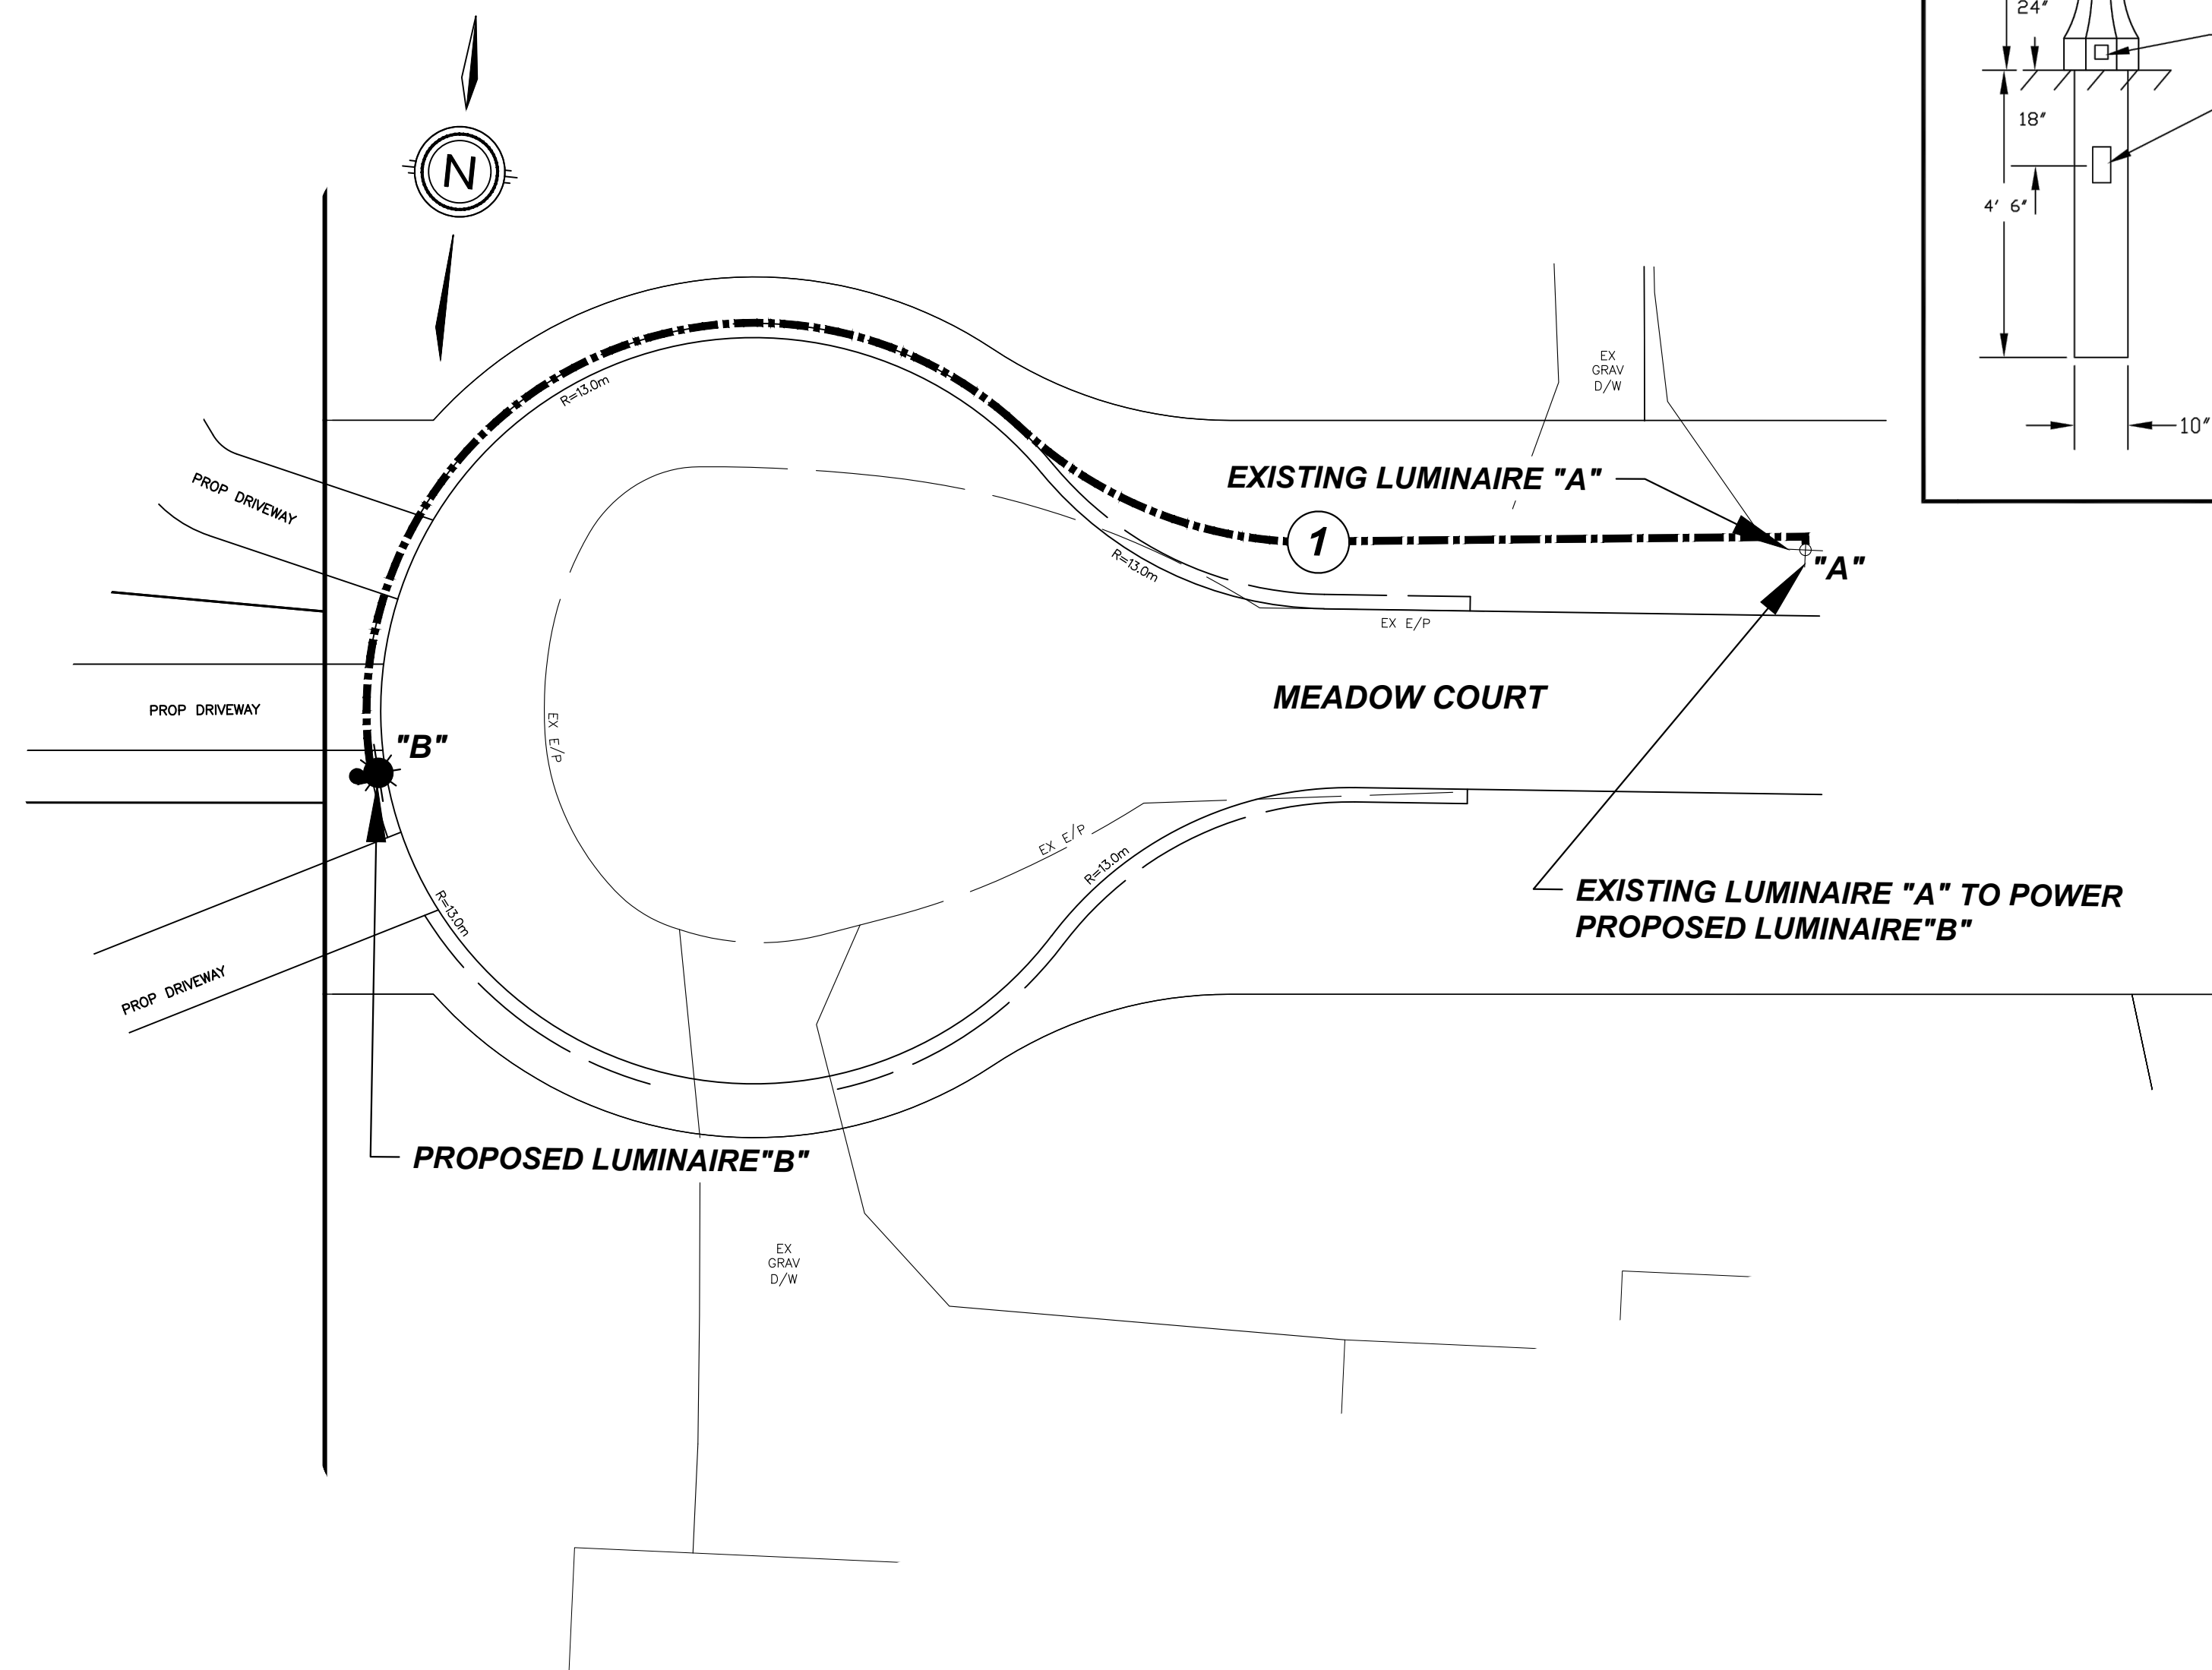 24"
N
18"
4' 6"
10"
EX
GRAV
D/W
R=13.0m
EXISTING LUMINAIRE "A"
PROP DRIVEWAY
1
R=13.0m
"A"
EX E/P
MEADOW COURT
PROP DRIVEWAY
EX E/P
"B"
EX E/P
R=13.0m
EXISTING LUMINAIRE "A" TO POWER
PROPOSED LUMINAIRE"B"
R=13.0m
PROP DRIVEWAY
PROPOSED LUMINAIRE"B"
EX
GRAV
D/W